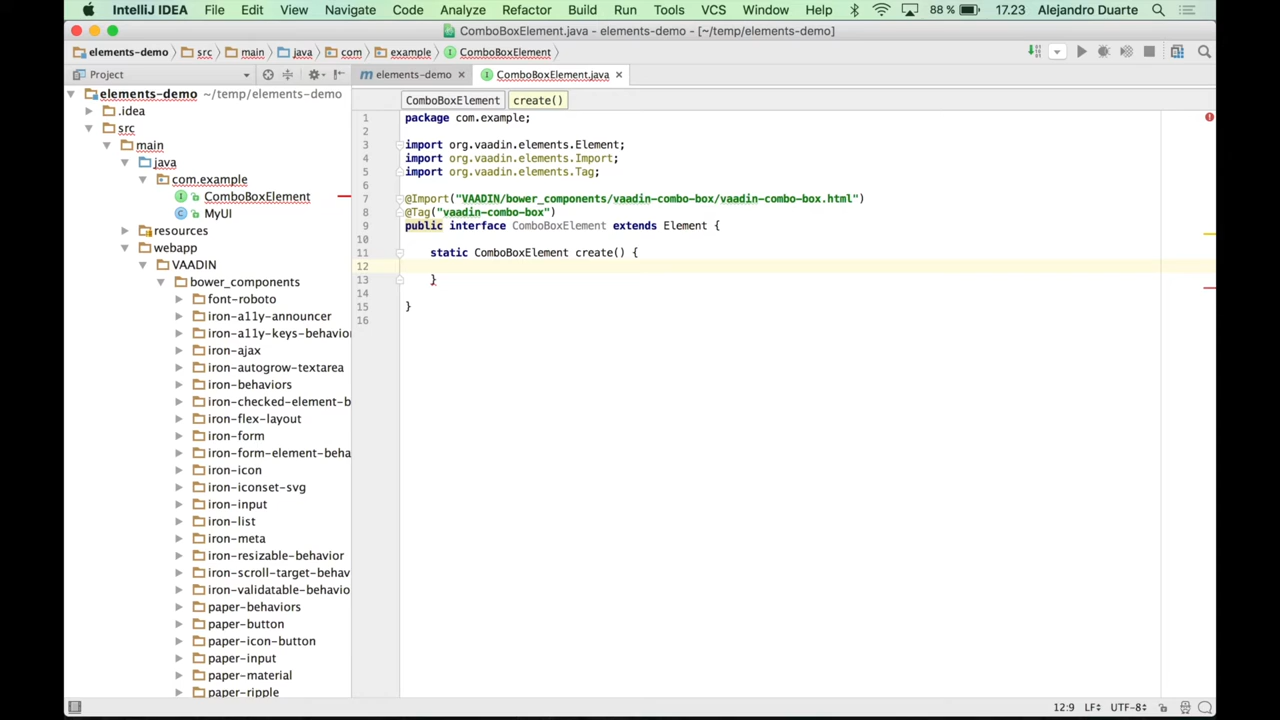 IntelliJ IDEA File Edit View Navigate Code Analyze Refactor Build Run Tools VCS Window Help 88 % 17.23 Alejandro Duarte
ComboBoxElement.java - elements-demo - [~/temp/elements-demo]
elements-demo src main java com example ComboBoxElement
Project elements-demo ComboBoxElement.java
elements-demo ~/temp/elements-demo
.idea
src
main
java
com.example
ComboBoxElement
MyUI
resources
webapp
VAADIN
bower_components
font-roboto
iron-a11y-announcer
iron-a11y-keys-behavio
iron-ajax
iron-autogrow-textarea
iron-behaviors
iron-checked-element-b
iron-flex-layout
iron-form
iron-form-element-beha
iron-icon
iron-iconset-svg
iron-input
iron-list
iron-meta
iron-resizable-behavior
iron-scroll-target-behav
iron-validatable-behavio
paper-behaviors
paper-button
paper-icon-button
paper-input
paper-material
paper-ripple
ComboBoxElement create()
1 package com.example;
2
3 import org.vaadin.elements.Element;
4 import org.vaadin.elements.Import;
5 import org.vaadin.elements.Tag;
6
7 @Import("VAADIN/bower_components/vaadin-combo-box/vaadin-combo-box.html")
8 @Tag("vaadin-combo-box")
9 public interface ComboBoxElement extends Element {
10
11 static ComboBoxElement create() {
12
13 }
14
15 }
16
12:9 LF UTF-8